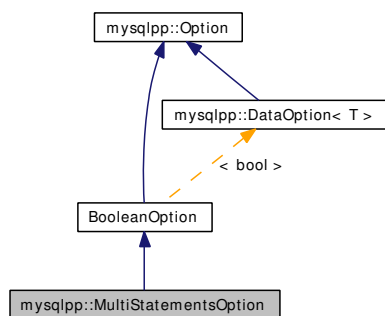 mysqlpp::Option
mysqlpp::DataOption< T >
< bool >
BooleanOption
mysqlpp::MultiStatementsOption